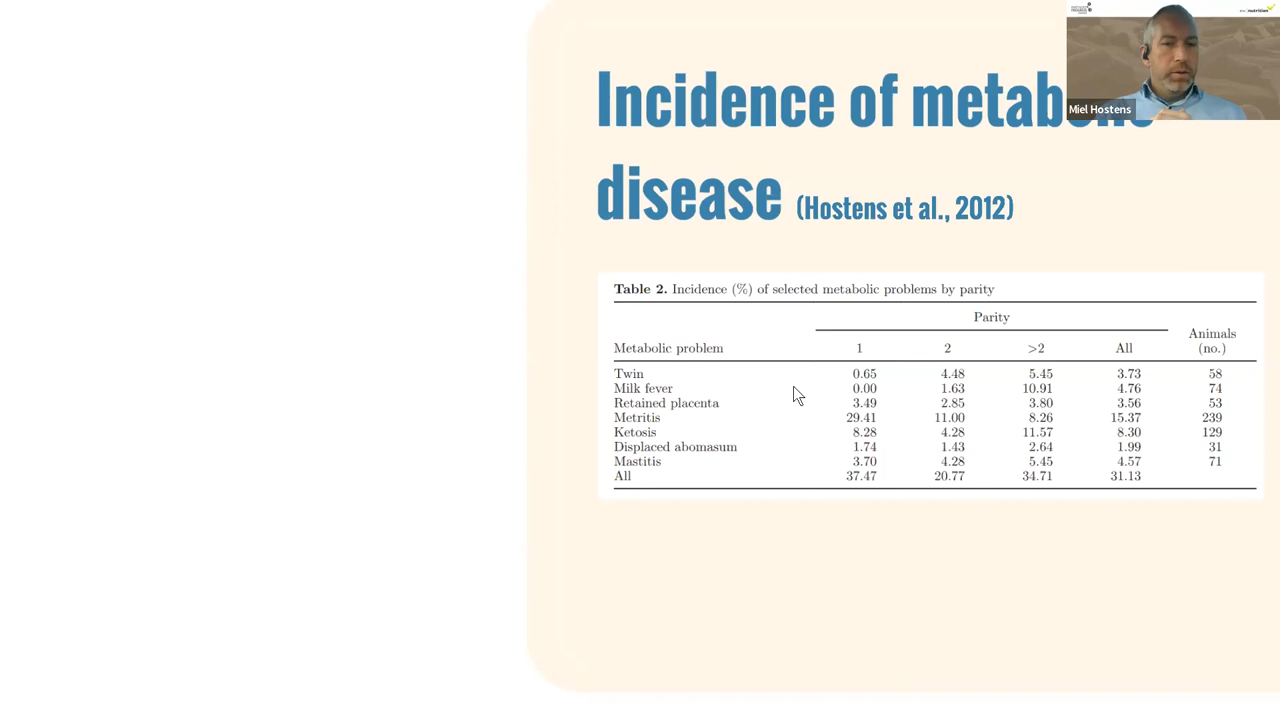 Incidence of metab
disease (Hostens et al., 2012)
Miel Hostens
Table 2. Incidence (%) of selected metabolic problems by parity
Parity
Animals
Metabolic problem 1 2 >2 All (no.)
Twin 0.65 4.48 5.45 3.73 58
Milk fever 0.00 1.63 10.91 4.76 74
Retained placenta 3.49 2.85 3.80 3.56 53
Metritis 29.41 11.00 8.26 15.37 239
Ketosis 8.28 4.28 11.57 8.30 129
Displaced abomasum 1.74 1.43 2.64 1.99 31
Mastitis 3.70 4.28 5.45 4.57 71
All 37.47 20.77 34.71 31.13